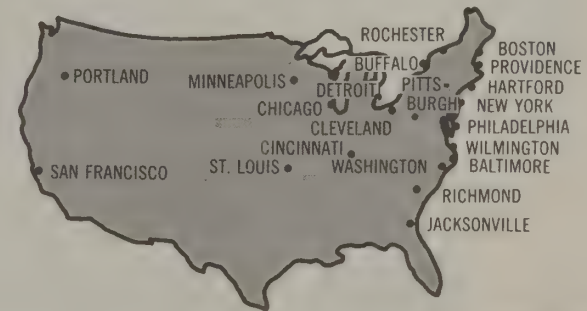 ROCHESTER
BUFFALO
BOSTON
PROVIDENCE
PORTLAND
MINNEAPOLIS
DETROIT
PITTS-
BURGH
HARTFORD
CHICAGO
NEW YORK
CLEVELAND
PHILADELPHIA
CINCINNATI
WILMINGTON
SAN FRANCISCO
ST. LOUIS
WASHINGTON
BALTIMORE
RICHMOND
JACKSONVILLE